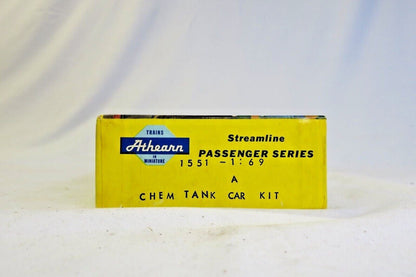 TRAINS
Athearn
IN
MINIATURE
Streamline
PASSENGER SERIES
1551 -1:69
A
CHEM TANK CAR KIT